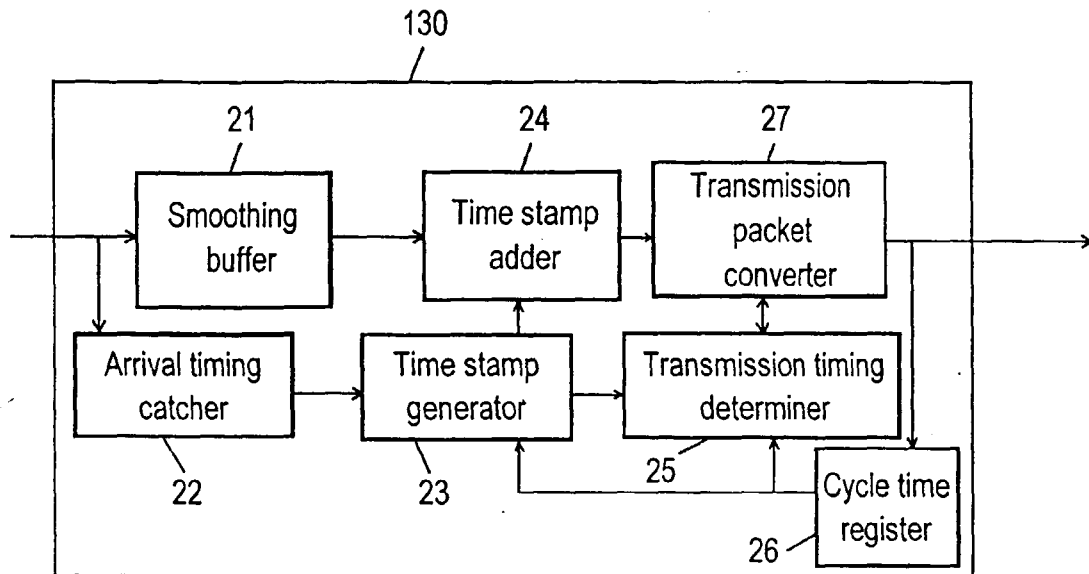 130
21
24
27
Smoothing
buffer
Time stamp
adder
Transmission
packet
converter
Arrival timing
catcher
Time stamp
generator
Transmission timing
determiner
22
23
25
Cycle time
register
26